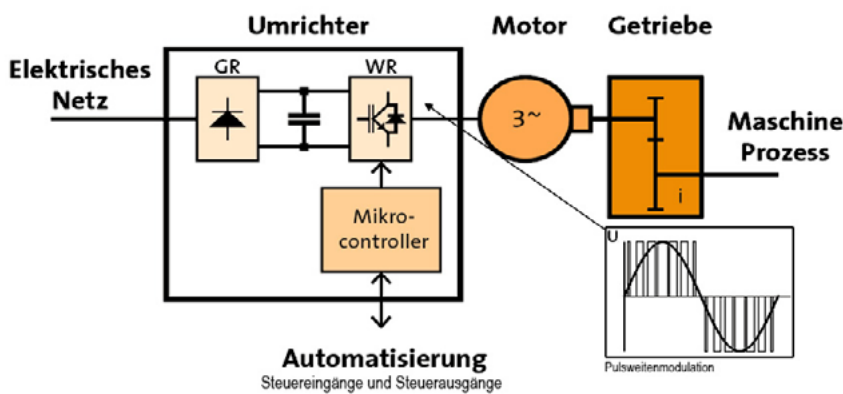 Umrichter
Motor
Getriebe
Elektrisches
Netz
GR
WR
3~
Maschine
Prozess
i
Mikro-
controller
U
Pulsweitenmodulation
Automatisierung
Steuereingänge und Steuerausgänge